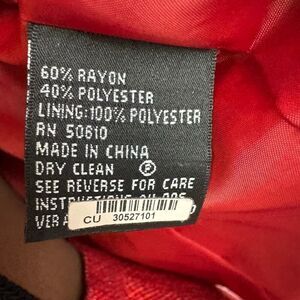 60% RAYON
40% POLYESTER
LINING:100% POLYESTER
RN 50610
MADE IN CHINA
DRY CLEAN Ⓟ
SEE REVERSE FOR CARE
CU 30527101